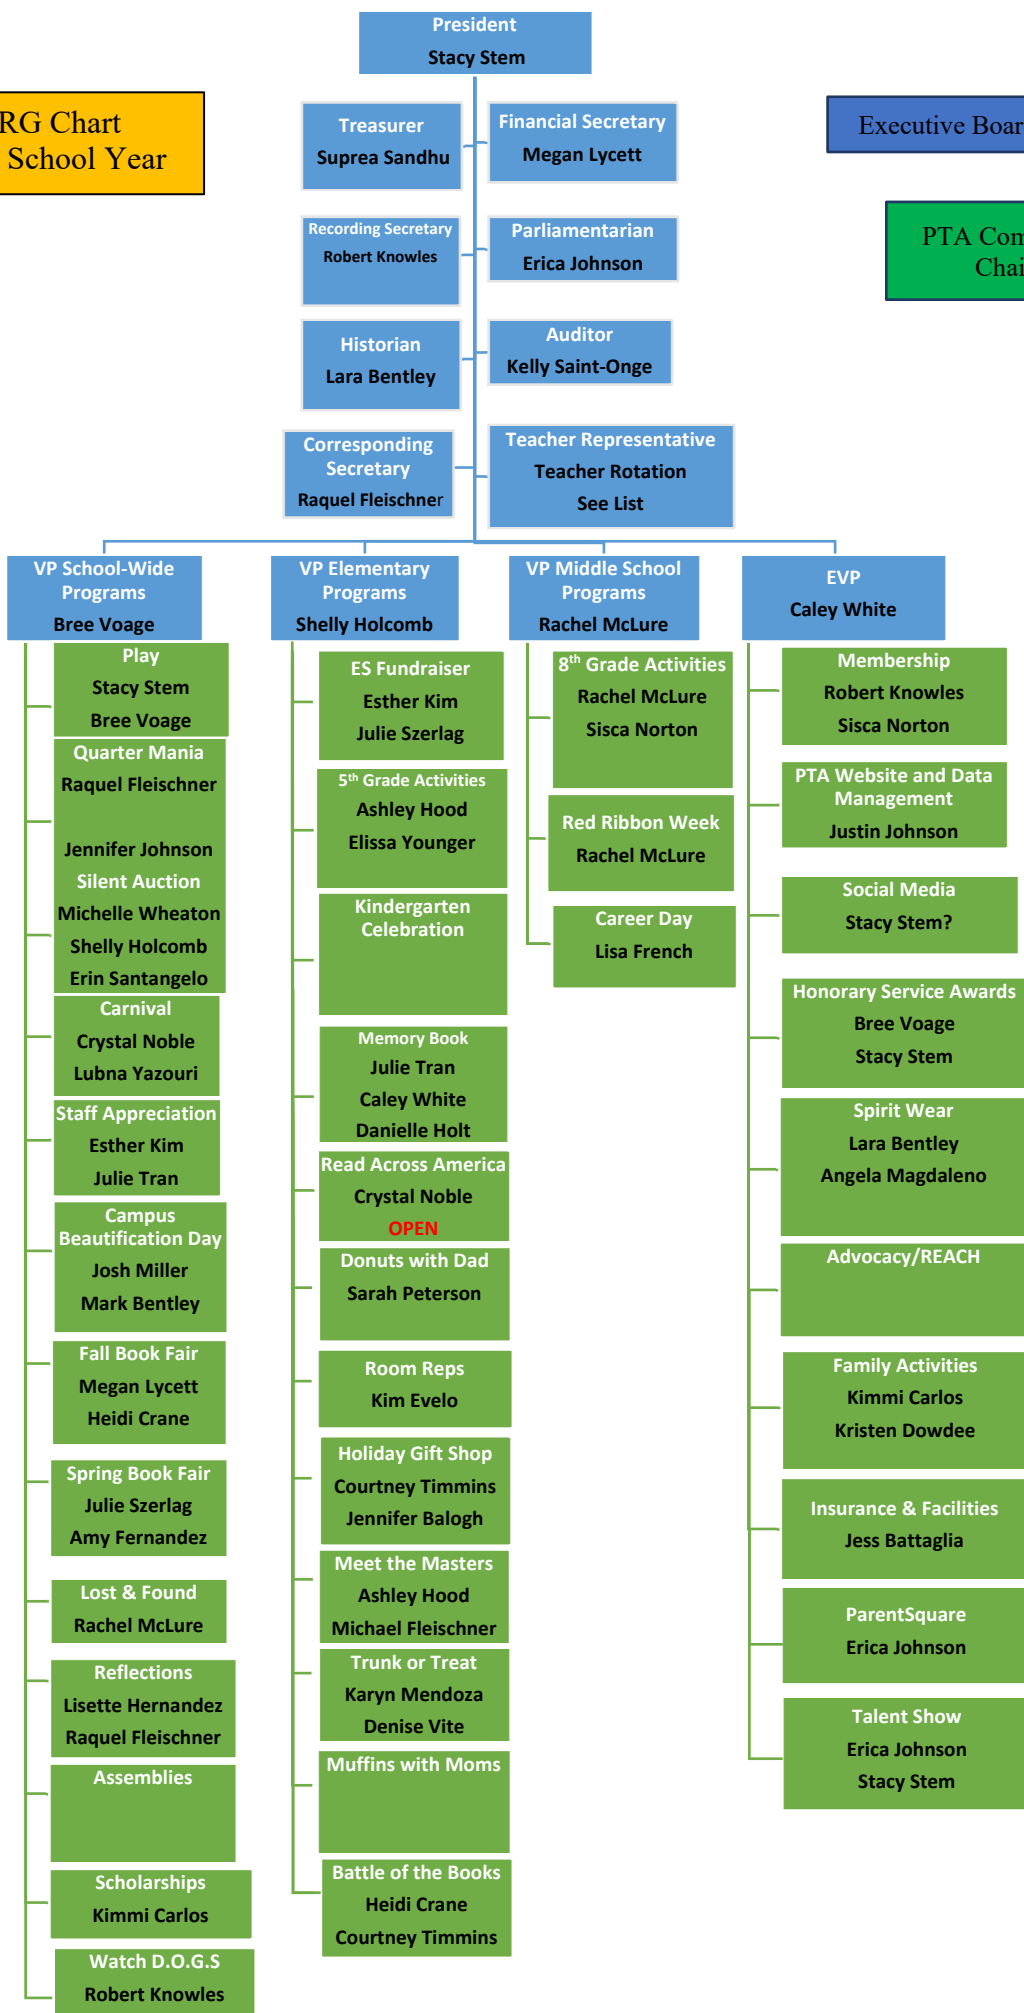 President
Stacy Stem
RG Chart
School Year
Executive Boar
PTA Com
Chai
Treasurer
Suprea Sandhu
Financial Secretary
Megan Lycett
Recording Secretary
Robert Knowles
Parliamentarian
Erica Johnson
Historian
Lara Bentley
Auditor
Kelly Saint-Onge
Corresponding
Secretary
Raquel Fleischner
Teacher Representative
Teacher Rotation
See List
VP School-Wide
Programs
Bree Voage
Play
Stacy Stem
Bree Voage
Quarter Mania
Raquel Fleischner
Jennifer Johnson
Silent Auction
Michelle Wheaton
Shelly Holcomb
Erin Santangelo
Carnival
Crystal Noble
Lubna Yazouri
Staff Appreciation
Esther Kim
Julie Tran
Campus
Beautification Day
Josh Miller
Mark Bentley
Fall Book Fair
Megan Lycett
Heidi Crane
Spring Book Fair
Julie Szerlag
Amy Fernandez
Lost & Found
Rachel McLure
Reflections
Lisette Hernandez
Raquel Fleischner
Assemblies
Scholarships
Kimmi Carlos
Watch D.O.G.S
Robert Knowles
VP Elementary
Programs
Shelly Holcomb
ES Fundraiser
Esther Kim
Julie Szerlag
5th Grade Activities
Ashley Hood
Elissa Younger
Kindergarten
Celebration
Memory Book
Julie Tran
Caley White
Danielle Holt
Read Across America
Crystal Noble
OPEN
Donuts with Dad
Sarah Peterson
Room Reps
Kim Evelo
Holiday Gift Shop
Courtney Timmins
Jennifer Balogh
Meet the Masters
Ashley Hood
Michael Fleischner
Trunk or Treat
Karyn Mendoza
Denise Vite
Muffins with Moms
Battle of the Books
Heidi Crane
Courtney Timmins
VP Middle School
Programs
Rachel McLure
8th Grade Activities
Rachel McLure
Sisca Norton
Red Ribbon Week
Rachel McLure
Career Day
Lisa French
EVP
Caley White
Membership
Robert Knowles
Sisca Norton
PTA Website and Data
Management
Justin Johnson
Social Media
Stacy Stem?
Honorary Service Awards
Bree Voage
Stacy Stem
Spirit Wear
Lara Bentley
Angela Magdaleno
Advocacy/REACH
Family Activities
Kimmi Carlos
Kristen Dowdee
Insurance & Facilities
Jess Battaglia
ParentSquare
Erica Johnson
Talent Show
Erica Johnson
Stacy Stem